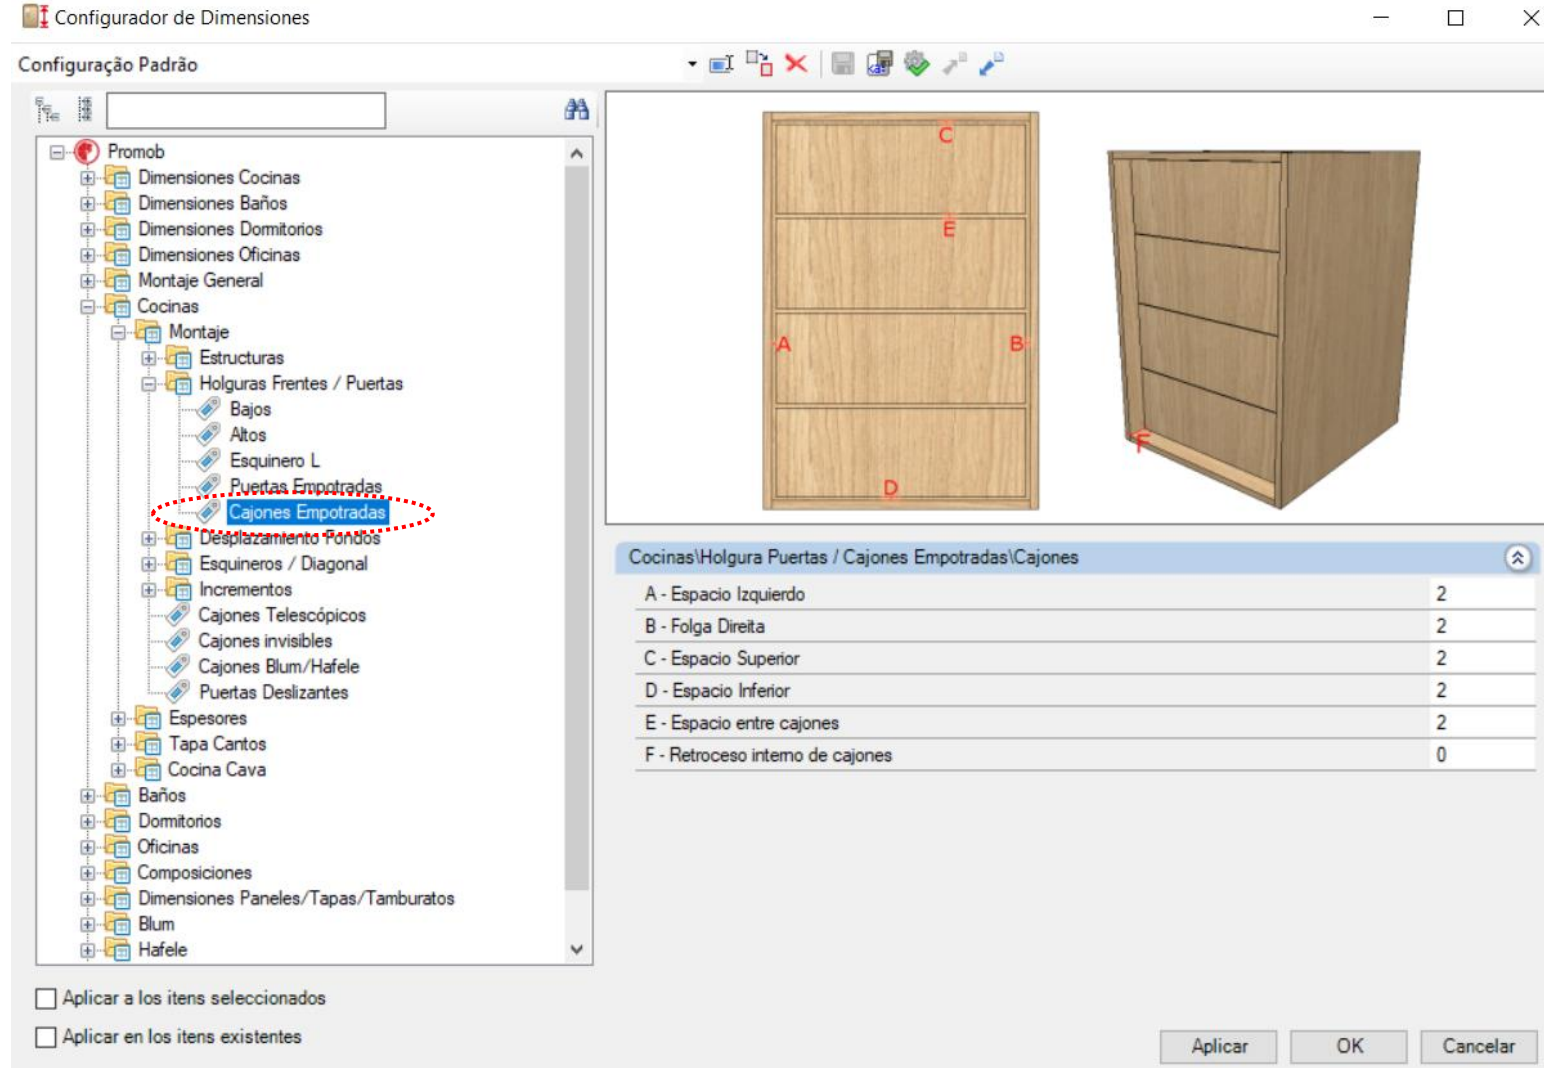 Configurador de Dimensiones
Configuração Padrão
Promob
Dimensiones Cocinas
Dimensiones Baños
Dimensiones Dormitorios
Dimensiones Oficinas
Montaje General
Cocinas
Montaje
Estructuras
Holguras Frentes / Puertas
Bajos
Altos
Esquinero L
Puertas Empotradas
Cajones Empotradas
Desplazamiento Fondos
Esquineros / Diagonal
Incrementos
Cajones Telescópicos
Cajones invisibles
Cajones Blum/Hafele
Puertas Deslizantes
Espesores
Tapa Cantos
Cocina Cava
Baños
Dormitorios
Oficinas
Composiciones
Dimensiones Paneles/Tapas/Tamburatos
Blum
Hafele
C
E
A B
D
F
Cocinas\Holgura Puertas / Cajones Empotradas\Cajones
A - Espacio Izquierdo 2
B - Folga Direita 2
C - Espacio Superior 2
D - Espacio Inferior 2
E - Espacio entre cajones 2
F - Retroceso interno de cajones 0
Aplicar a los itens seleccionados
Aplicar en los itens existentes
Aplicar OK Cancelar